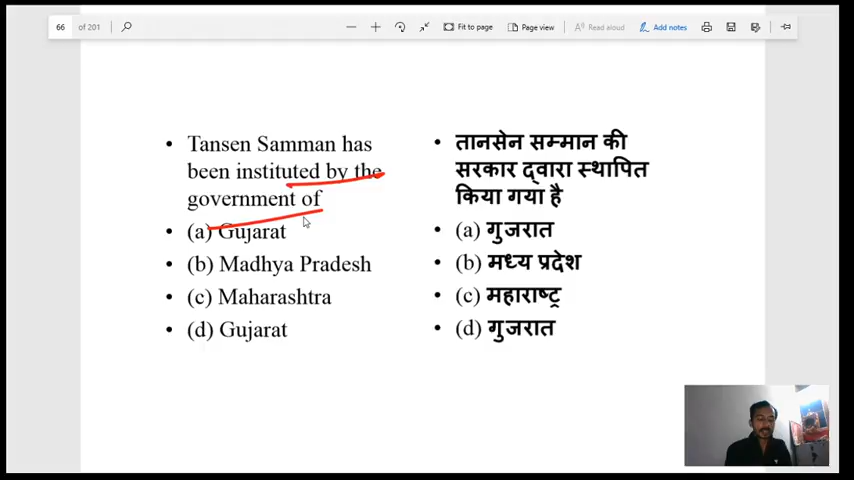 66 of 201
Fit to page
Page view
Read aloud
Add notes
• Tansen Samman has
been instituted by the
government of
• (a) Gujarat
• (b) Madhya Pradesh
• (c) Maharashtra
• (d) Gujarat
• तानसेन सम्मान की
सरकार द्वारा स्थापित
किया गया है
• (a) गुजरात
• (b) मध्य प्रदेश
• (c) महाराष्ट्र
• (d) गुजरात